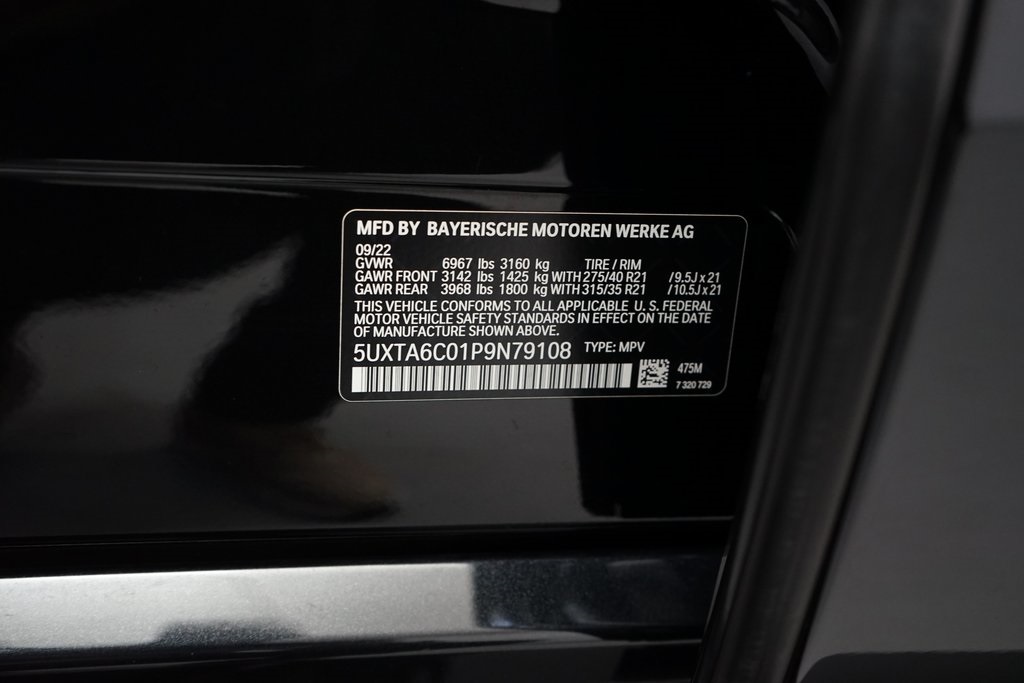 MFD BY BAYERISCHE MOTOREN WERKE AG
09/22
GVWR 6967 lbs 3160 kg TIRE / RIM
GAWR FRONT 3142 lbs 1425 kg WITH 275/40 R21 /9.5J x 21
GAWR REAR 3968 lbs 1800 kg WITH 315/35 R21 /10.5J x 21
THIS VEHICLE CONFORMS TO ALL APPLICABLE U.S. FEDERAL
MOTOR VEHICLE SAFETY STANDARDS IN EFFECT ON THE DATE
OF MANUFACTURE SHOWN ABOVE.
5UXTA6C01P9N79108 TYPE: MPV
475M
7 320 729